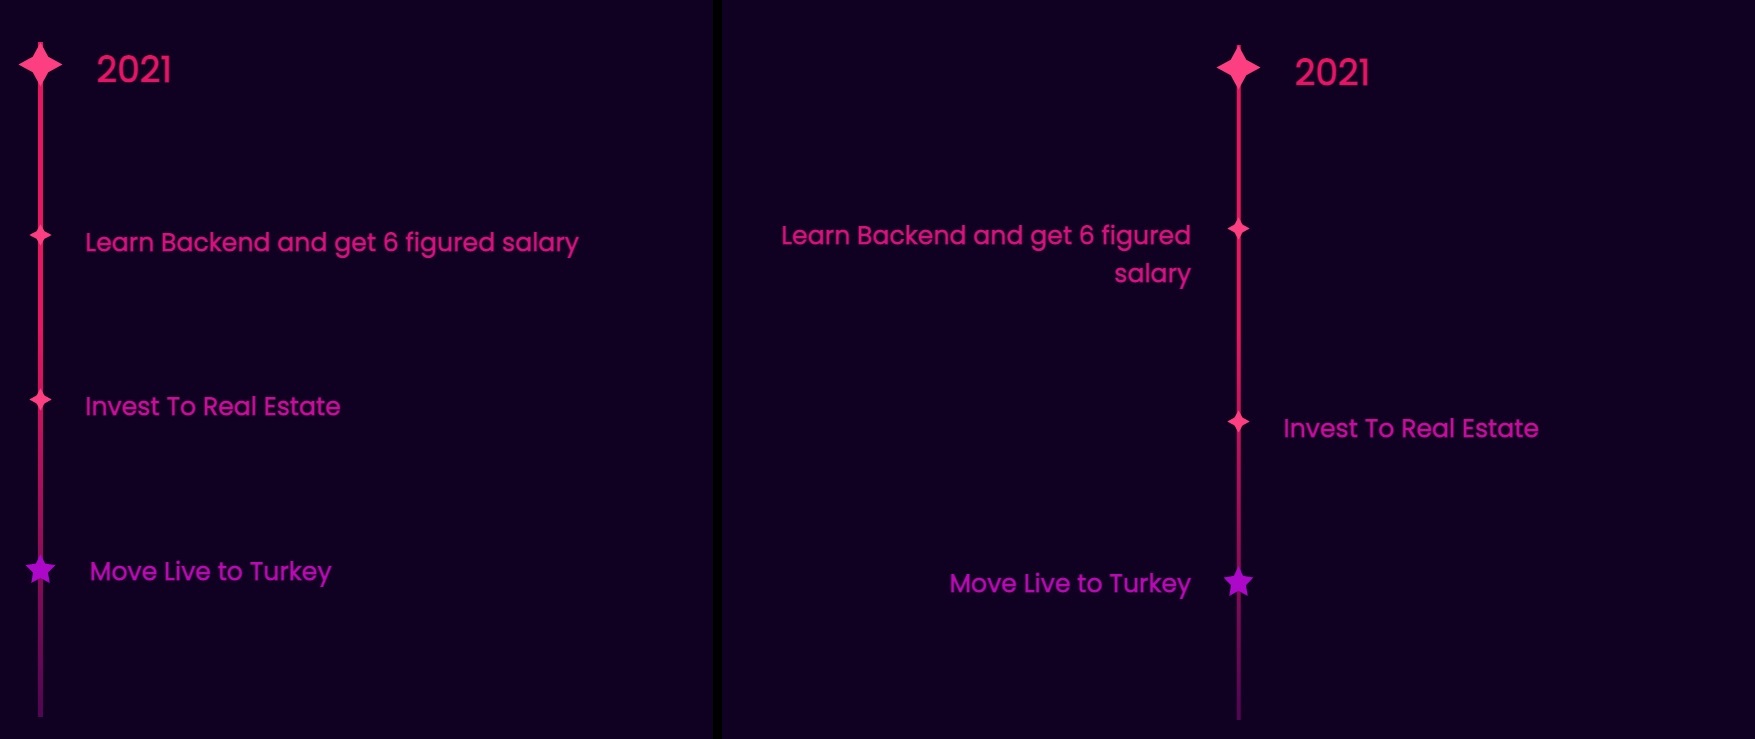 2021
Learn Backend and get 6 figured salary
Invest To Real Estate
Move Live to Turkey
2021
Learn Backend and get 6 figured
salary
Invest To Real Estate
Move Live to Turkey